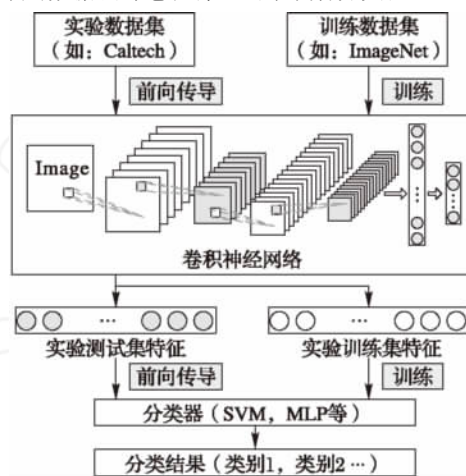 实验数据集
(如：Caltech)
训练数据集
(如：ImageNet)
前向传导
训练
Image
卷积神经网络
实验测试集特征
实验训练集特征
前向传导
训练
分类器（SVM，MLP等）
分类结果（类别1，类别2 …）